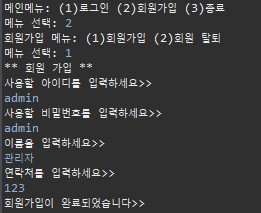 메인메뉴: (1)로그인 (2)회원가입 (3)종료
메뉴 선택: 2
회원가입 메뉴: (1)회원가입 (2)회원 탈퇴
메뉴 선택: 1
** 회원 가입 **
사용할 아이디를 입력하세요>>
admin
사용할 비밀번호를 입력하세요>>
admin
이름을 입력하세요>>
관리자
연락처를 입력하세요>>
123
회원가입이 완료되었습니다>>